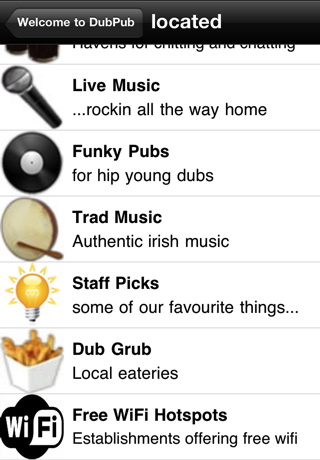 Welcome to DubPub
located
Havens for chitting and chatting
Live Music
...rockin all the way home
Funky Pubs
for hip young dubs
Trad Music
Authentic irish music
Staff Picks
some of our favourite things...
Dub Grub
Local eateries
Wi Fi
Free WiFi Hotspots
Establishments offering free wifi